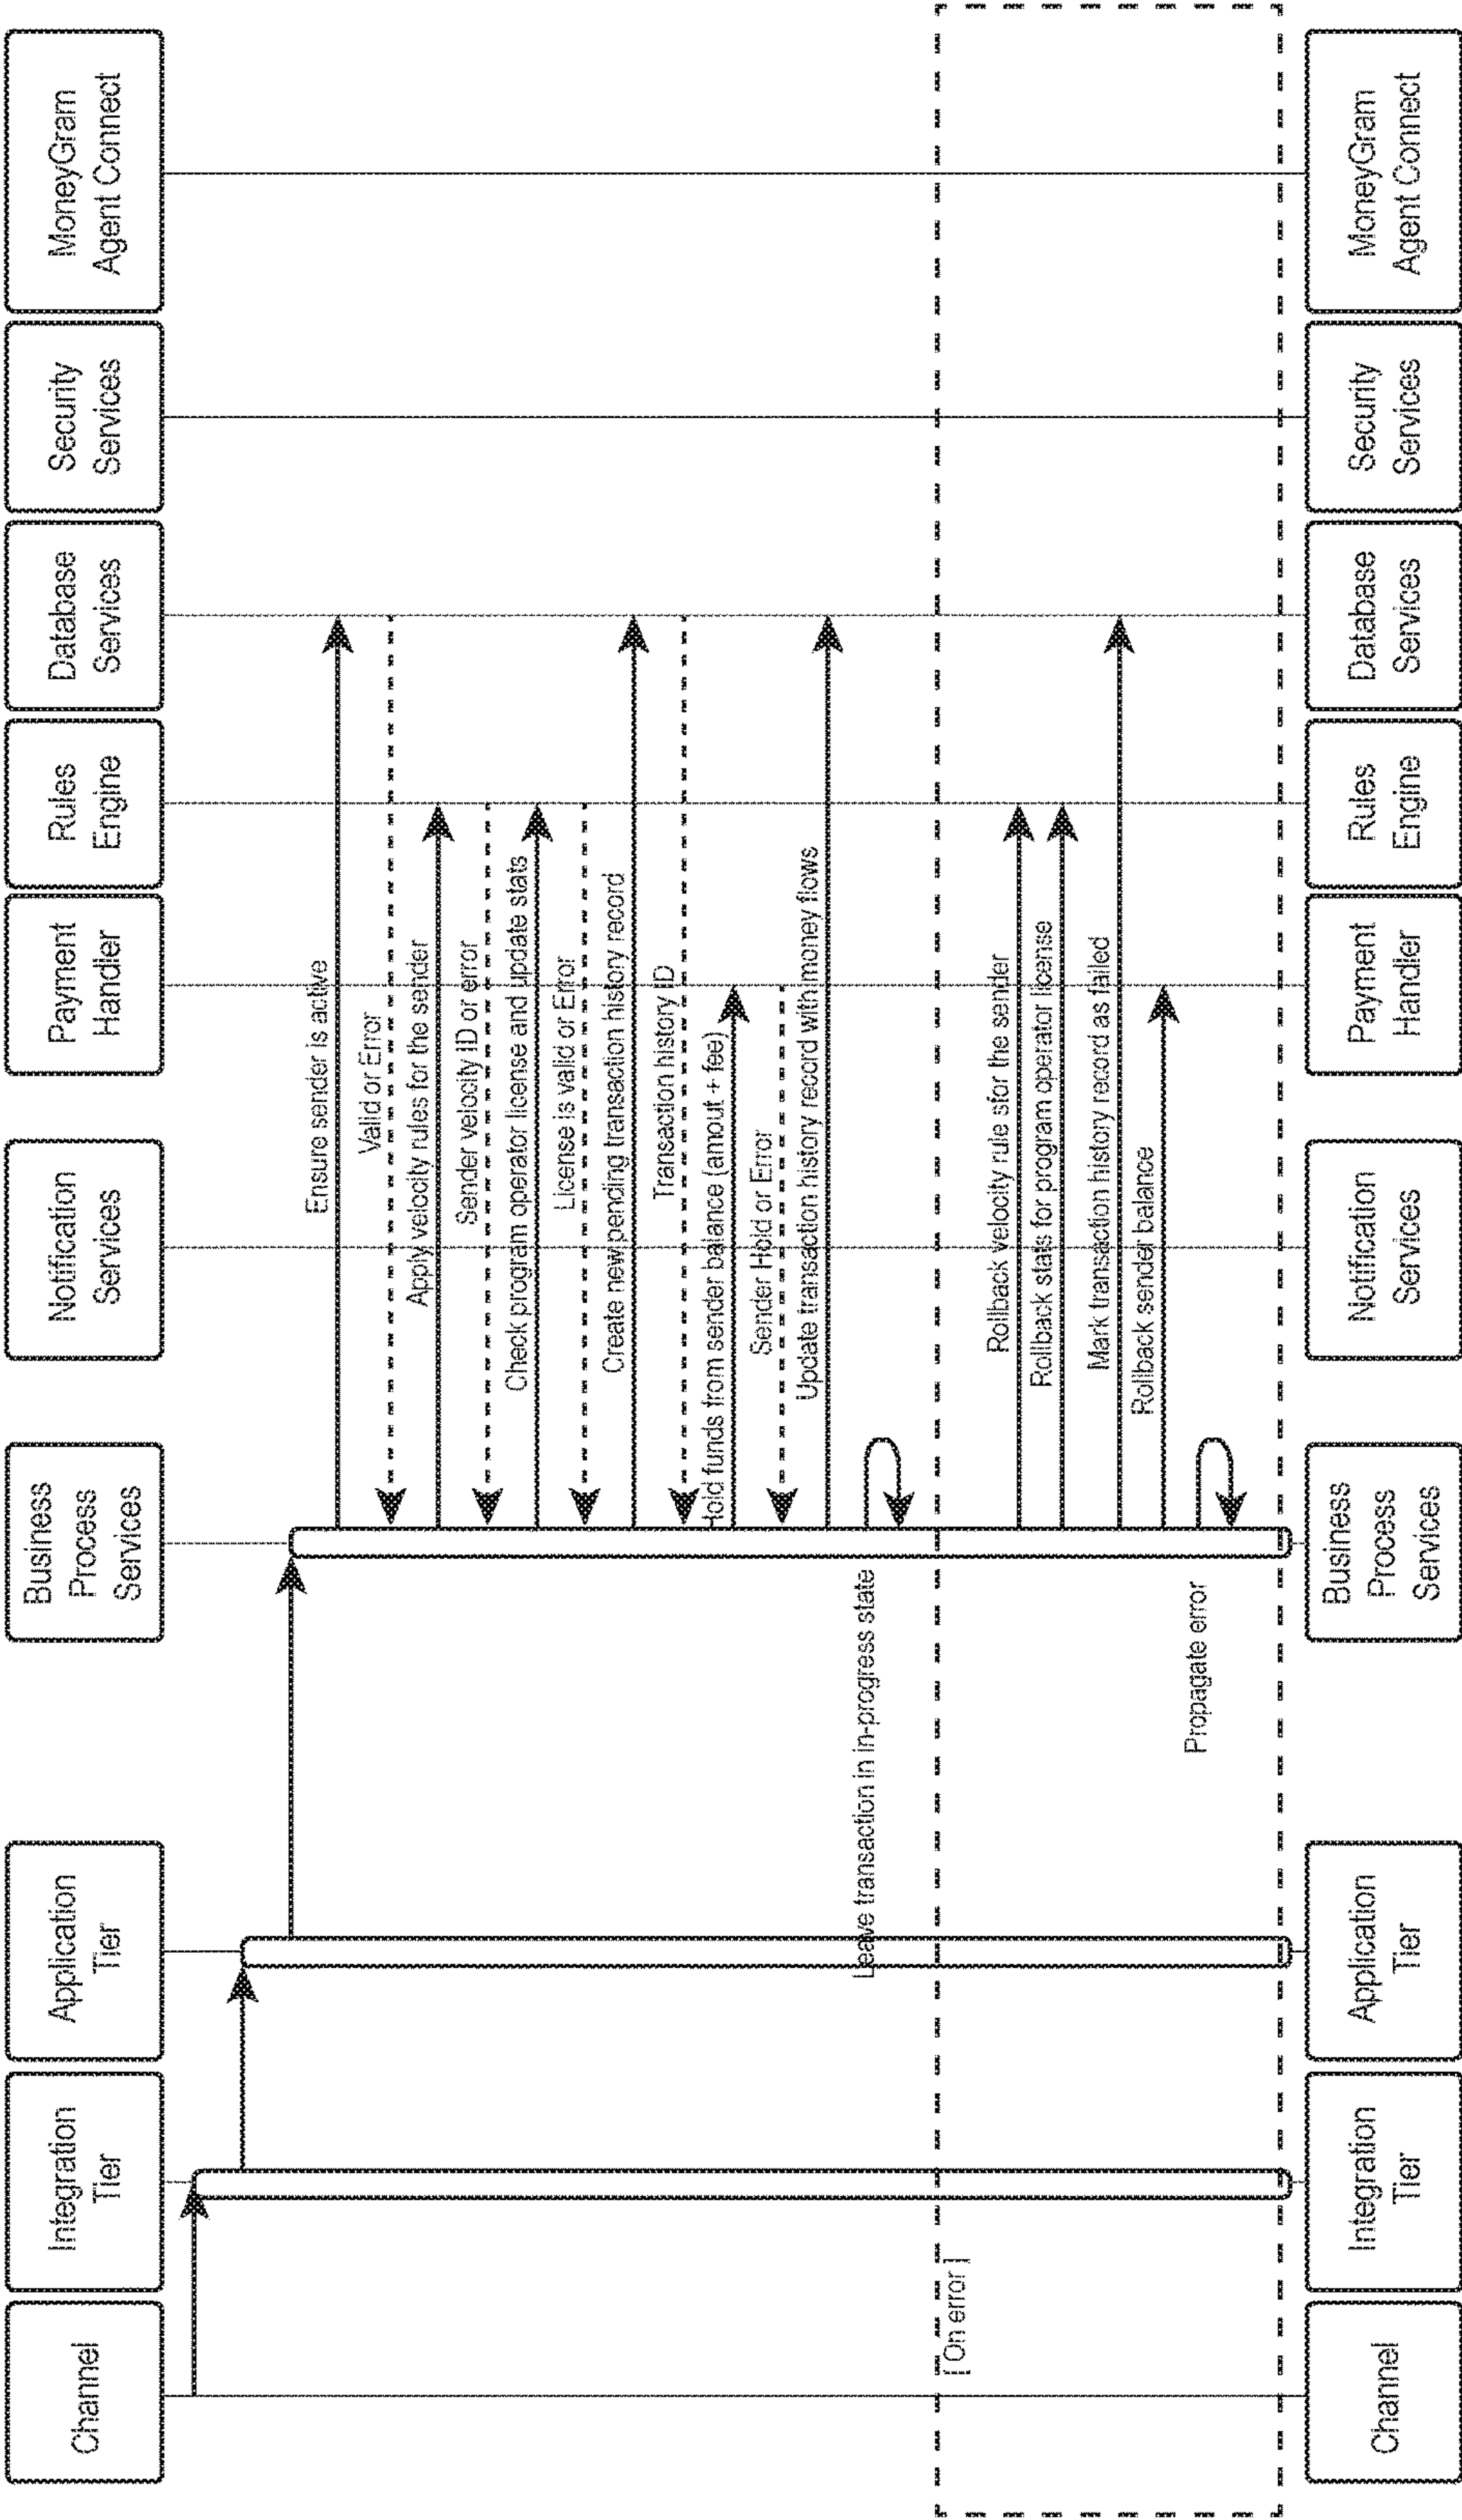 Channel
Integration
Tier
Application
Tier
Business
Process
Services
Notification
Services
Payment
Handler
Rules
Engine
Database
Services
Security
Services
MoneyGram
Agent Connect
Ensure sender is active
Valid or Error
Apply velocity rules for the sender
Sender velocity ID or error
Check program operator license and update stats
License is valid or Error
Create new pending transaction history record
Transaction history ID
Hold funds from sender balance (amout + fee)
Sender Hold or Error
Update transaction history record with money flows
Leave transaction in in-progress state
[ On error ]
Rollback velocity rule sfor the sender
Rollback stats for program operator license
Mark transaction history record as failed
Rollback sender balance
Propagate error
Channel
Integration
Tier
Application
Tier
Business
Process
Services
Notification
Services
Payment
Handler
Rules
Engine
Database
Services
Security
Services
MoneyGram
Agent Connect